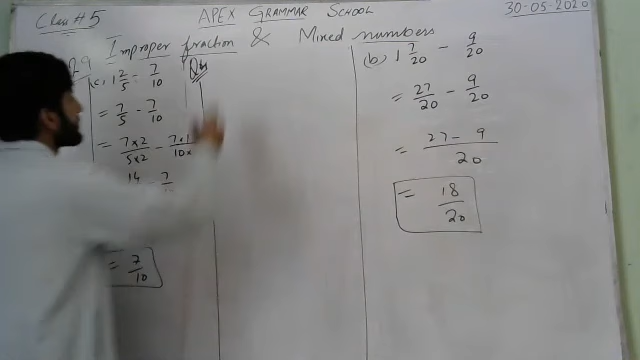 Class # 5 APEX GRAMMAR SCHOOL 30-05-2020
Improper fraction & Mixed numbers
Q9
(c) 1 2/5 - 7/10
= 7/5 - 7/10
= 7×2/5×2 - 7×1/10×
14 - 7
= 7/10
(b) 1 7/20 - 9/20
= 27/20 - 9/20
= 27 - 9/20
= 18/20